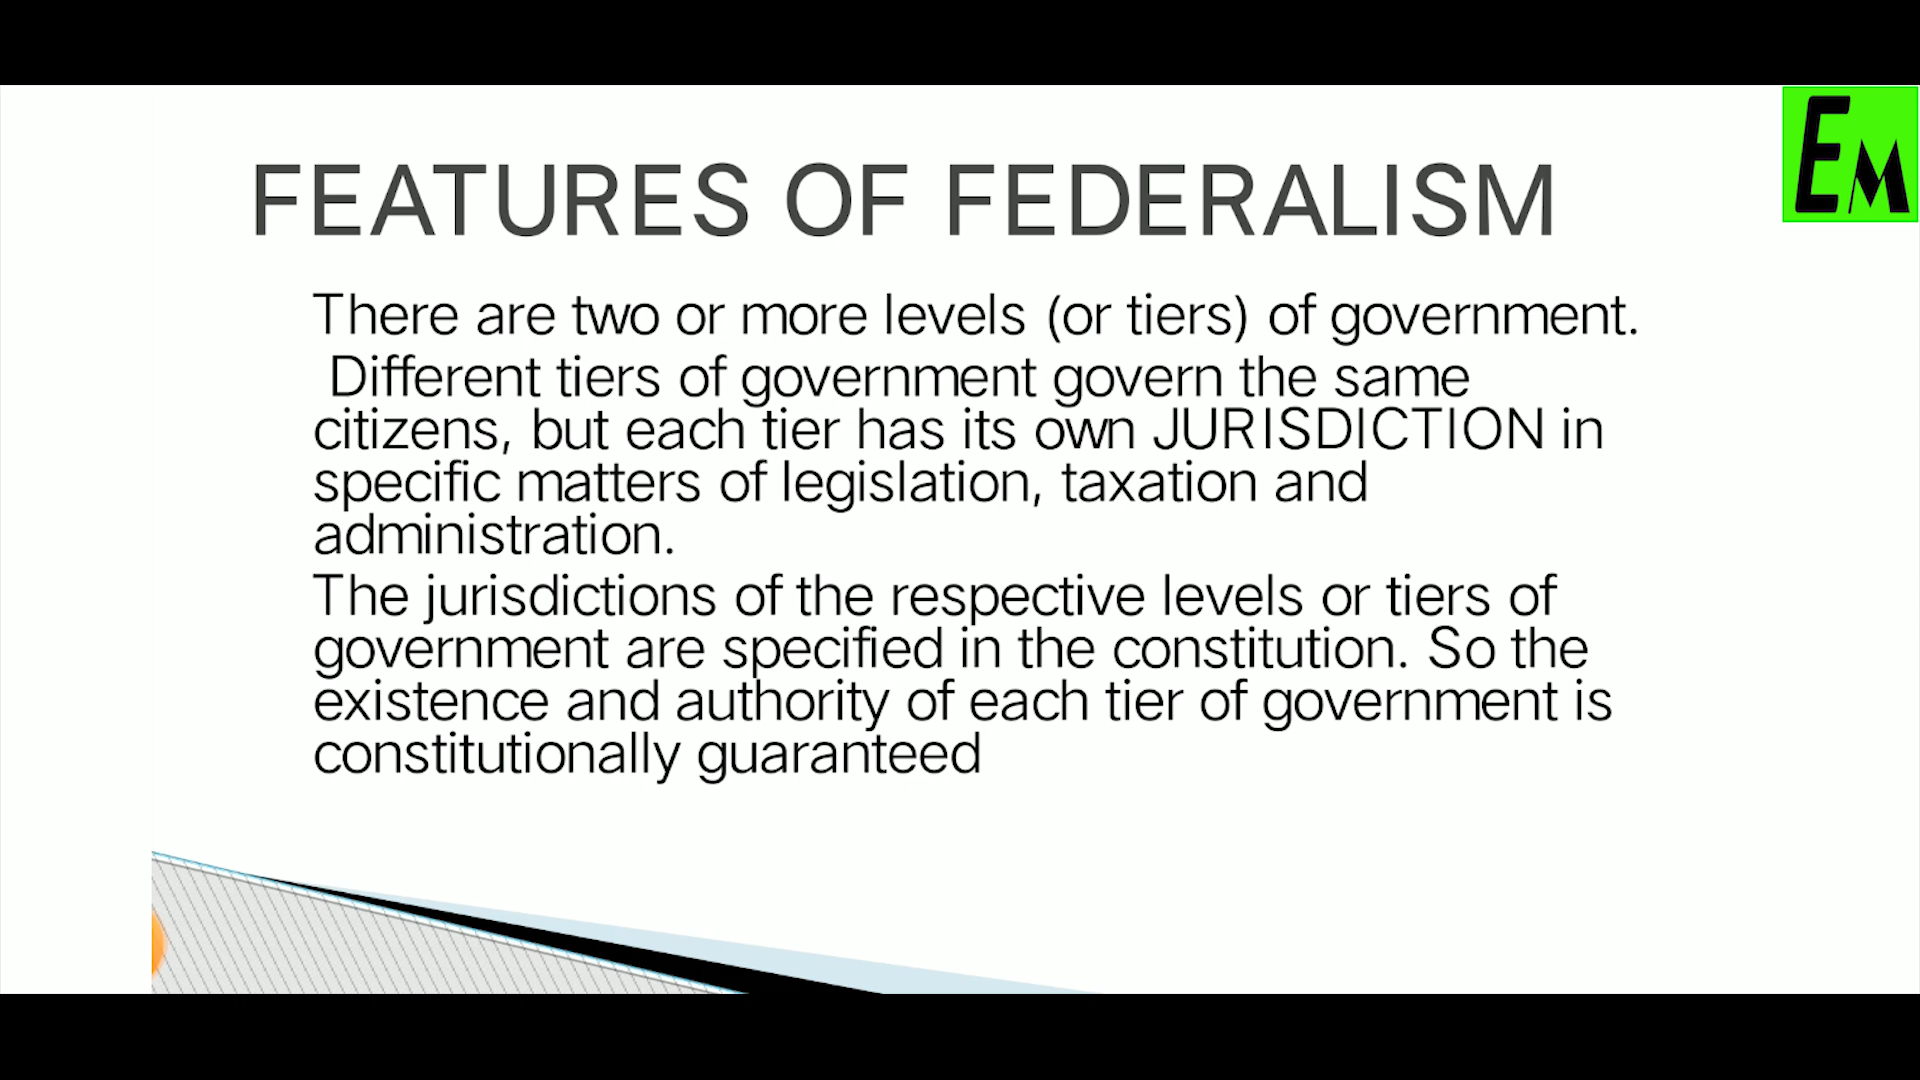 EM
FEATURES OF FEDERALISM
There are two or more levels (or tiers) of government.
Different tiers of government govern the same
citizens, but each tier has its own JURISDICTION in
specific matters of legislation, taxation and
administration.
The jurisdictions of the respective levels or tiers of
government are specified in the constitution. So the
existence and authority of each tier of government is
constitutionally guaranteed